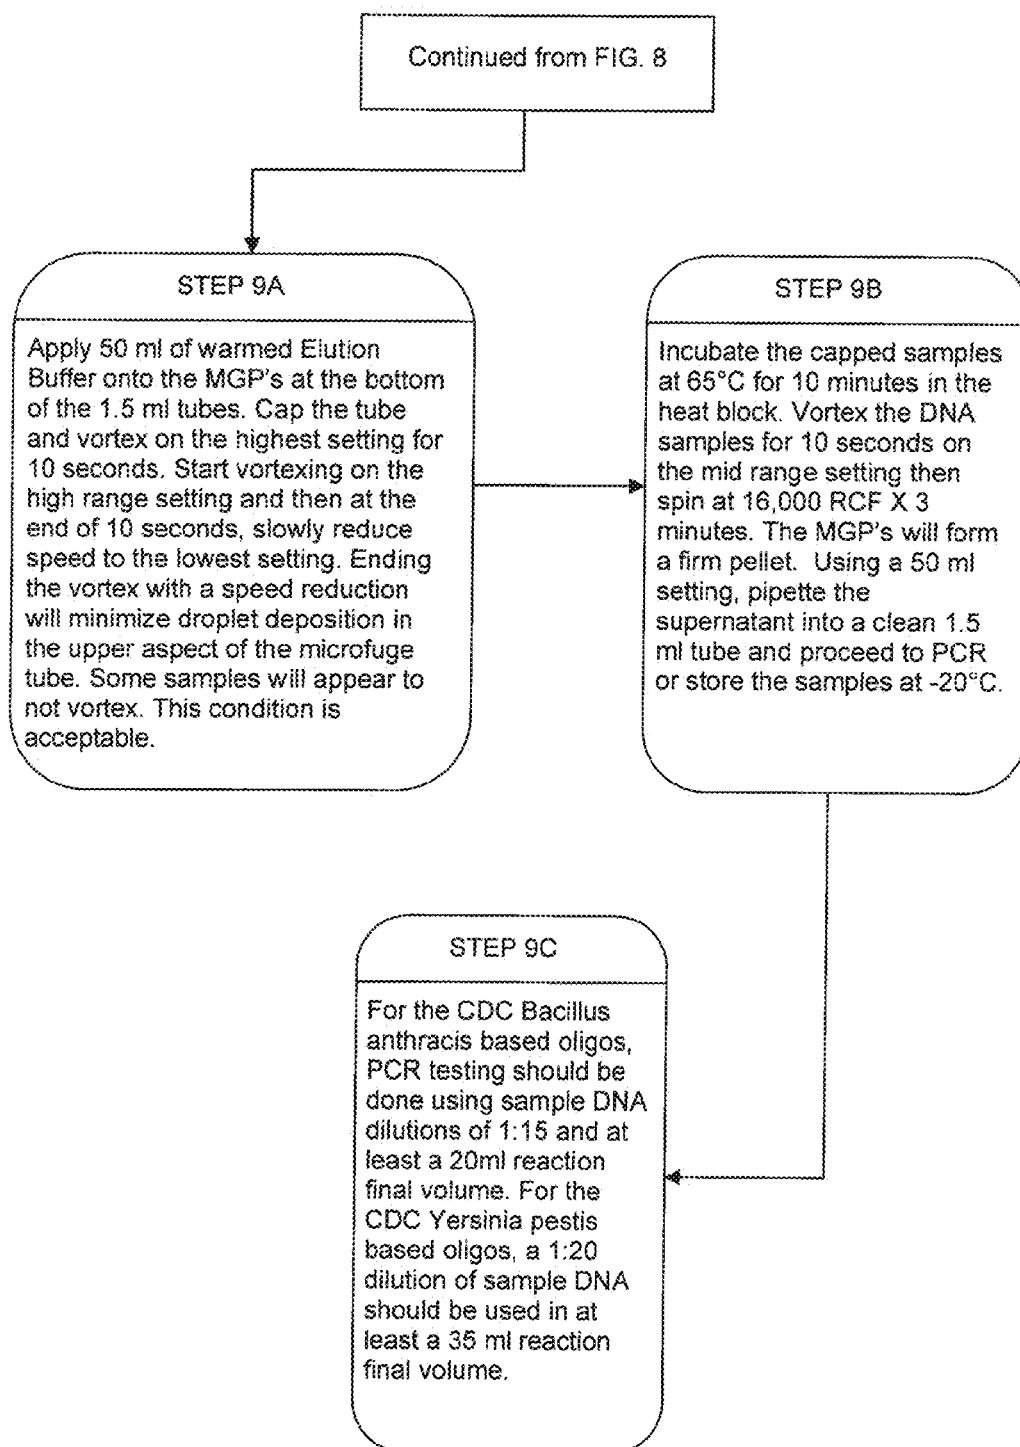 Continued from FIG. 8
STEP 9A
Apply 50 ml of warmed Elution
Buffer onto the MGP's at the bottom
of the 1.5 ml tubes. Cap the tube
and vortex on the highest setting for
10 seconds. Start vortexing on the
high range setting and then at the
end of 10 seconds, slowly reduce
speed to the lowest setting. Ending
the vortex with a speed reduction
will minimize droplet deposition in
the upper aspect of the microfuge
tube. Some samples will appear to
not vortex. This condition is
acceptable.
STEP 9B
Incubate the capped samples
at 65°C for 10 minutes in the
heat block. Vortex the DNA
samples for 10 seconds on
the mid range setting then
spin at 16,000 RCF X 3
minutes. The MGP's will form
a firm pellet. Using a 50 ml
setting, pipette the
supernatant into a clean 1.5
ml tube and proceed to PCR
or store the samples at -20°C.
STEP 9C
For the CDC Bacillus
anthracis based oligos,
PCR testing should be
done using sample DNA
dilutions of 1:15 and at
least a 20ml reaction
final volume. For the
CDC Yersinia pestis
based oligos, a 1:20
dilution of sample DNA
should be used in at
least a 35 ml reaction
final volume.